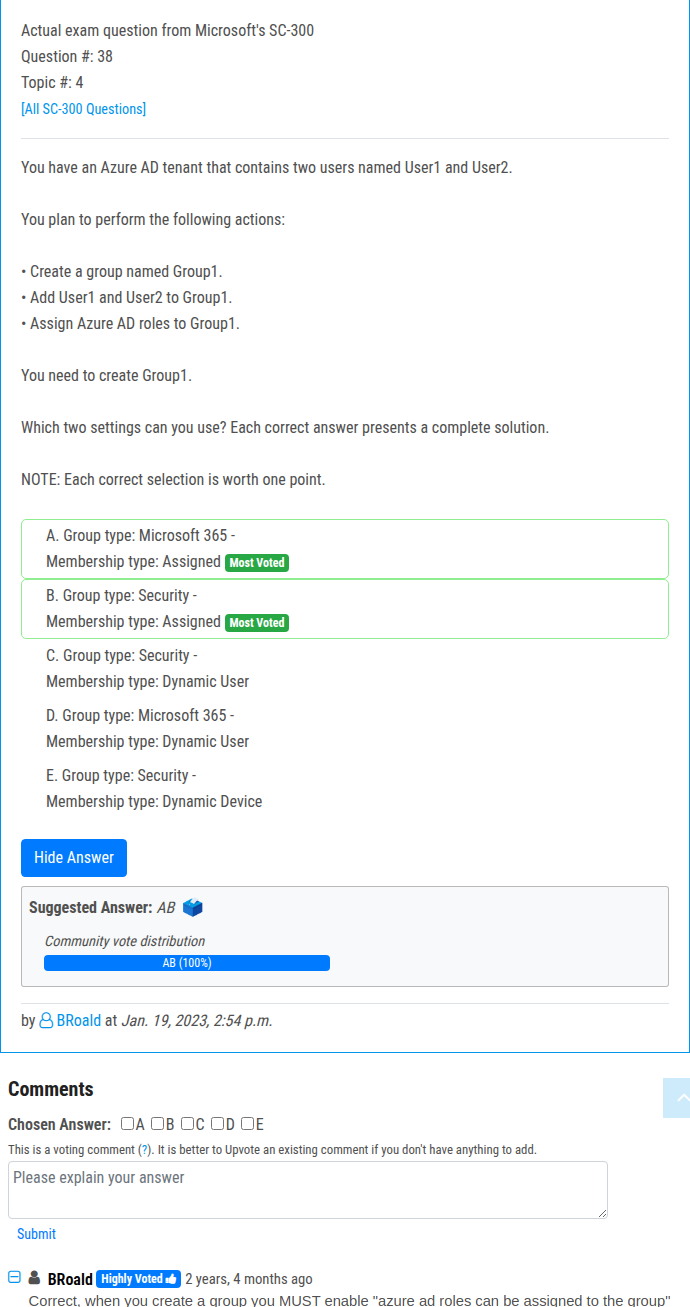 Actual exam question from Microsoft's SC-300
Question #: 38
Topic #: 4
[All SC-300 Questions]
You have an Azure AD tenant that contains two users named User1 and User2.
You plan to perform the following actions:
• Create a group named Group1.
• Add User1 and User2 to Group1.
• Assign Azure AD roles to Group1.
You need to create Group1.
Which two settings can you use? Each correct answer presents a complete solution.
NOTE: Each correct selection is worth one point.
A. Group type: Microsoft 365 -
Membership type: Assigned Most Voted
B. Group type: Security -
Membership type: Assigned Most Voted
C. Group type: Security -
Membership type: Dynamic User
D. Group type: Microsoft 365 -
Membership type: Dynamic User
E. Group type: Security -
Membership type: Dynamic Device
Hide Answer
Suggested Answer: AB
Community vote distribution
AB (100%)
by BRoald at Jan. 19, 2023, 2:54 p.m.
Comments
Chosen Answer: A B C D E
This is a voting comment (?). It is better to Upvote an existing comment if you don't have anything to add.
Please explain your answer
Submit
BRoald Highly Voted 2 years, 4 months ago
Correct, when you create a group you MUST enable "azure ad roles can be assigned to the group"